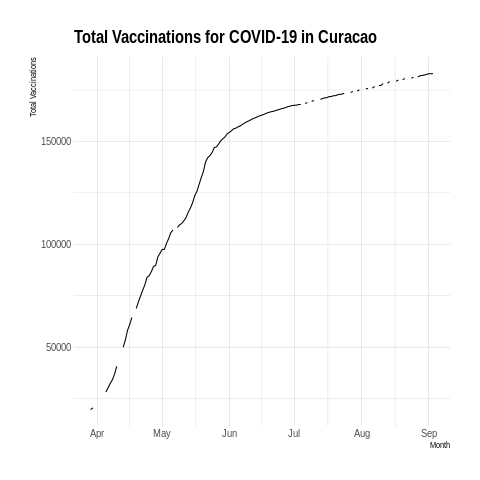 Total Vaccinations for COVID-19 in Curacao
Total Vaccinations
150000
100000
50000
Apr May Jun Jul Aug Sep
Month